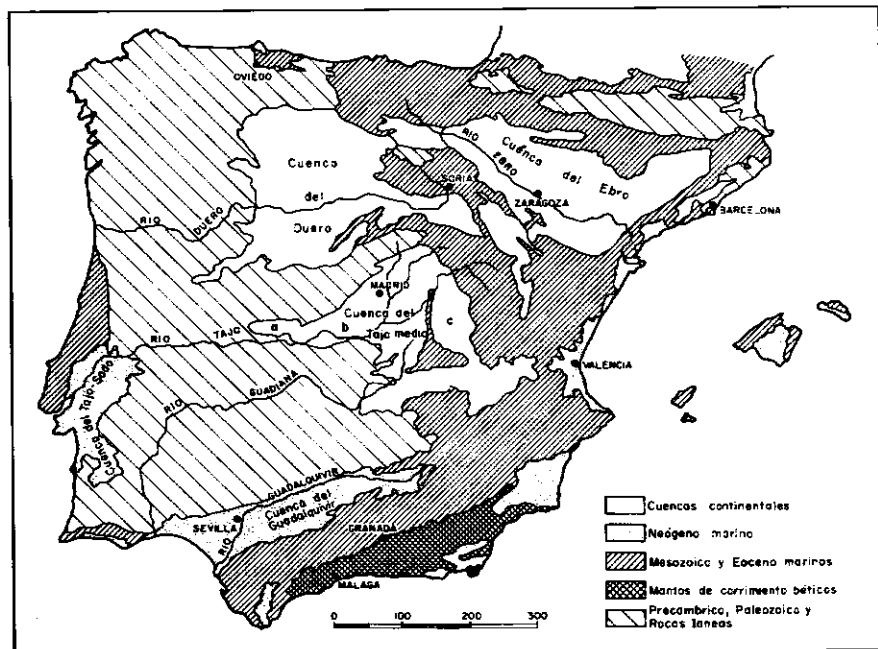 OVIEDO
Cuenca
del
Duero
RIO
DUERO
SORIA
RIO
EBRO
Cuenca del Ebro
ZARAGOZA
BARCELONA
MADRID
Cuenca del
Tajo medio
a
b
c
RIO
TAJO
VALENCIA
RIO
GUADIANA
Cuenca del Tajo-Sado
GUADALQUIVIR
Cuenca del
Guadalquivir
SEVILLA
RIO
GRANADA
MALAGA
Cuencas continentales
Neógeno marino
Mesozoico y Eoceno marinos
Mantos de corrimiento béticos
Precambrico, Paleozoico y
Rocas Igneas
0 100 200 300